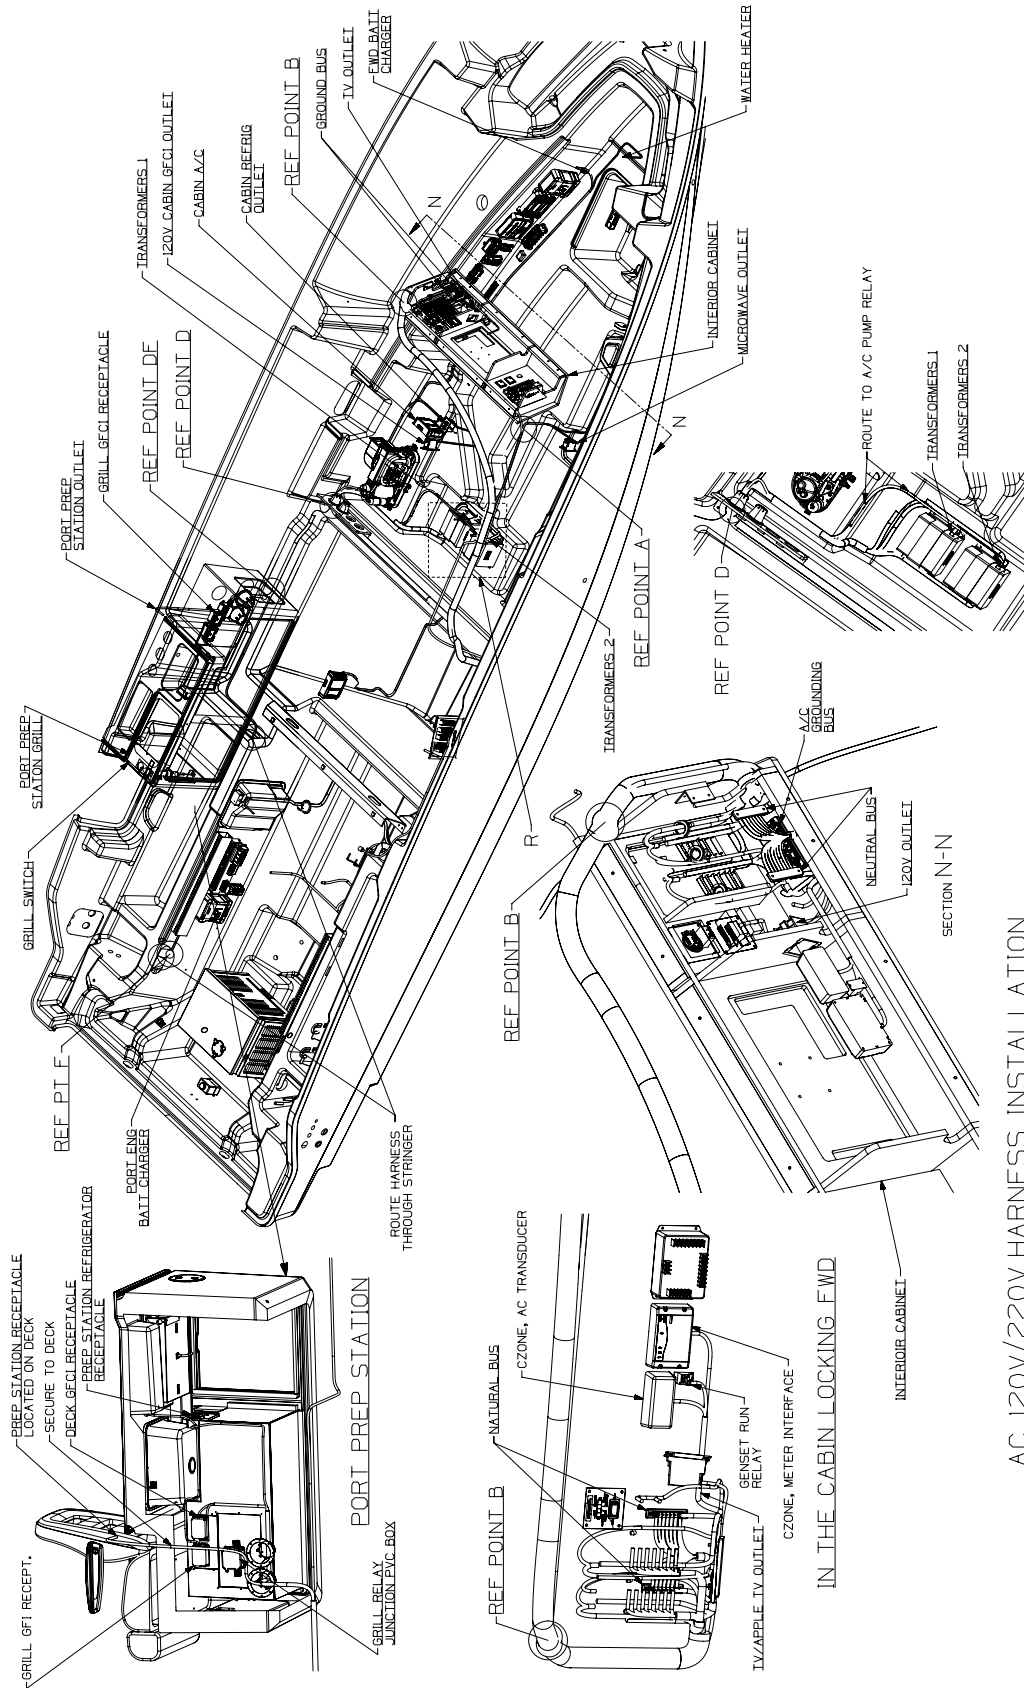 WATER HEATER
FWD BATT
CHARGER
TV OUTLET
GROUND BUS
REF POINT B
CABIN REFRIG
OUTLET
CABIN A/C
120V CABIN GFCI OUTLET
TRANSFORMERS 1
REF POINT D
REF POINT DF
GRILL GFCI RECEPTACLE
PORT PREP
STATION OUTLET
PORT PREP
STATION GRILL
GRILL SWITCH
REF PT F
PORT ENG
BATT CHARGER
ROUTE HARNESS
THROUGH STRINGER
N
N
INTERIOR CABINET
MICROWAVE OUTLET
REF POINT A
TRANSFORMERS 2
R
ROUTE TO A/C PUMP RELAY
TRANSFORMERS 1
TRANSFORMERS 2
REF POINT D
A/C
GROUNDING
BUS
NEUTRAL BUS
120V OUTLET
SECTION N-N
REF POINT B
INTERIOIR CABINET
PREP STATION RECEPTACLE
LOCATED ON DECK
SECURE TO DECK
DECK GFCI RECEPTACLE
PREP STATION REFRIGERATOR
RECEPTACLE
GRILL GFI RECEPT.
GRILL RELAY
JUNCTION PVC BOX
PORT PREP STATION
CZONE, AC TRANSDUCER
NATURAL BUS
REF POINT B
GENSET RUN
RELAY
CZONE, METER INTERFACE
TV/APPLE TV OUTLET
IN THE CABIN LOCKING FWD
AC 120V/220V HARNESS INSTALLATION